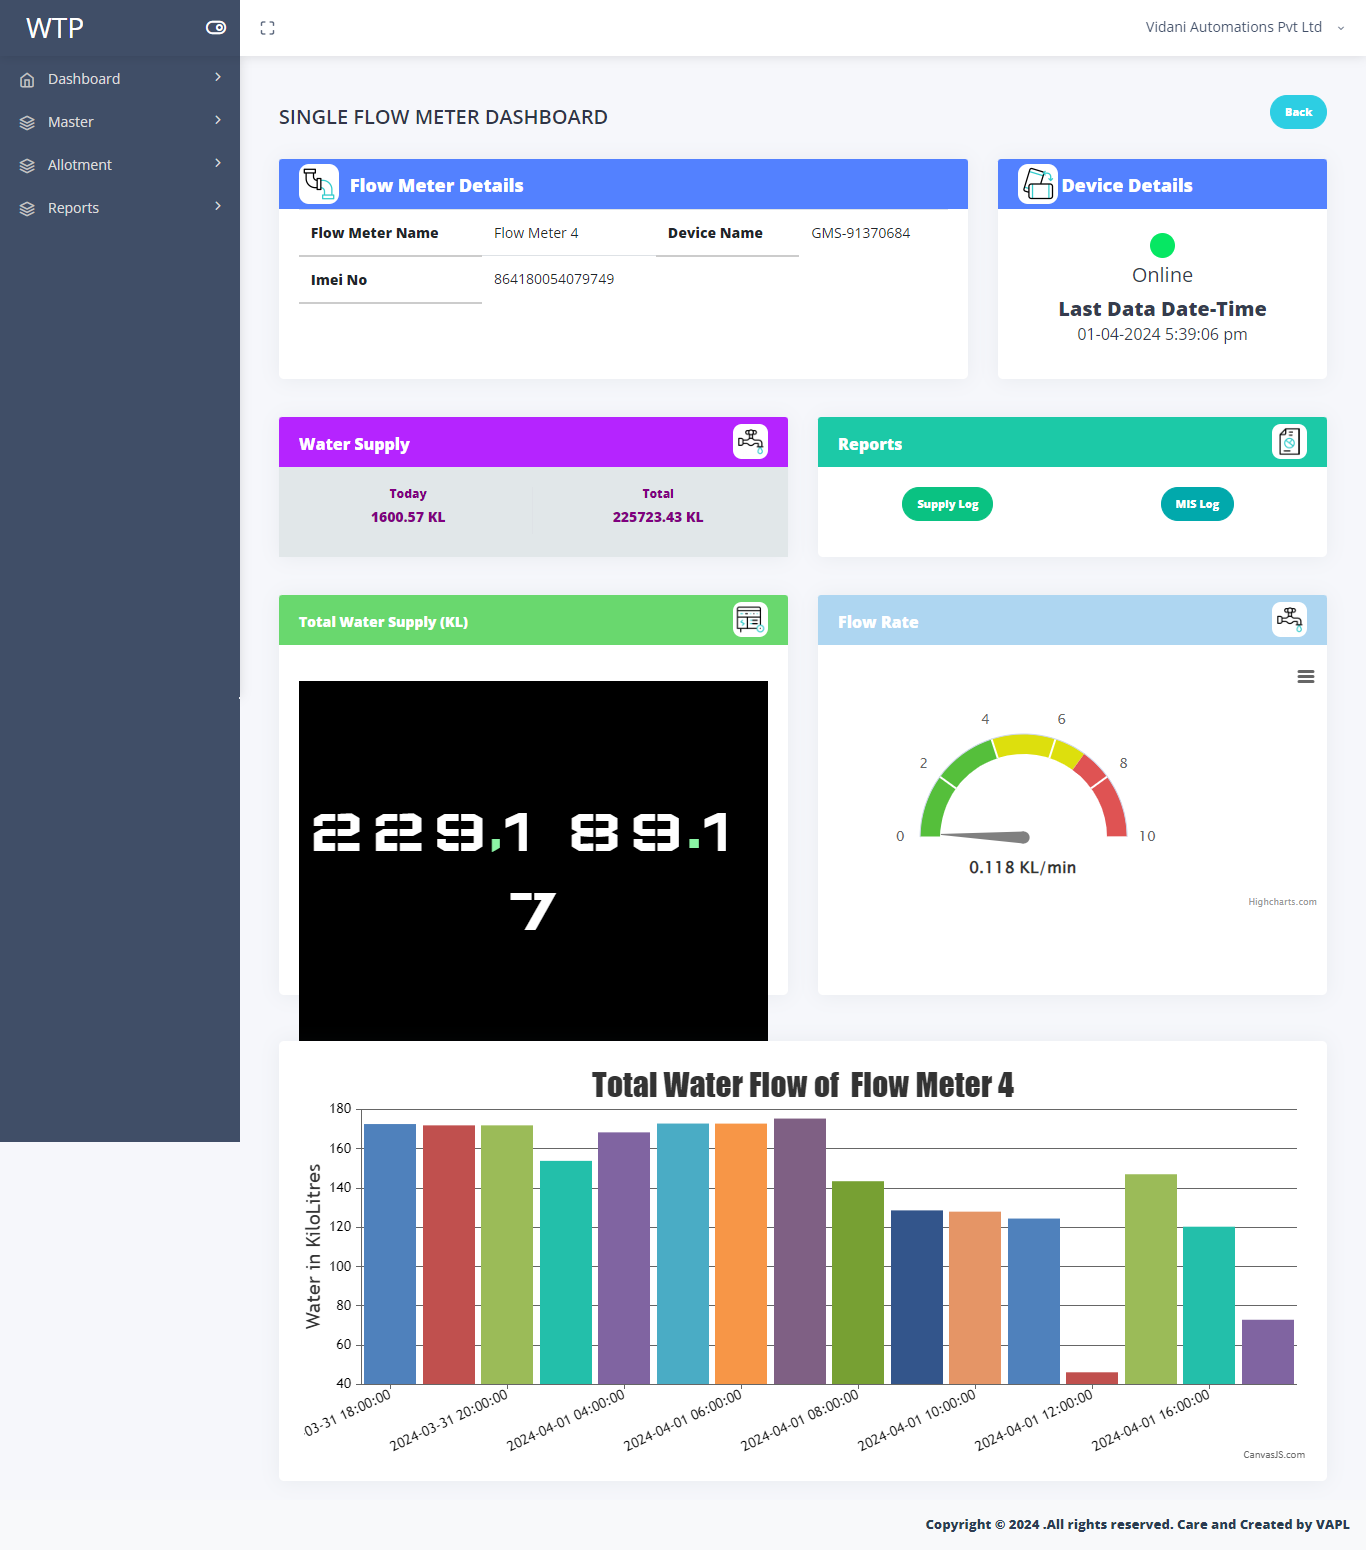 WTP
Vidani Automations Pvt Ltd
Dashboard
Master
Allotment
Reports
SINGLE FLOW METER DASHBOARD
Back
Flow Meter Details
Flow Meter Name Flow Meter 4 Device Name GMS-91370684
Imei No 864180054079749
Device Details
Online
Last Data Date-Time
01-04-2024 5:39:06 pm
Water Supply
Today Total
1600.57 KL 225723.43 KL
Reports
Supply Log MIS Log
Total Water Supply (KL)
229,189.1
7
Flow Rate
0 2 4 6 8 10
0.118 KL/min
Highcharts.com
Total Water Flow of Flow Meter 4
Water in KiloLitres
180
160
140
120
100
80
60
40
03-31 18:00:00 2024-03-31 20:00:00 2024-04-01 04:00:00 2024-04-01 06:00:00 2024-04-01 08:00:00 2024-04-01 10:00:00 2024-04-01 12:00:00 2024-04-01 16:00:00
CanvasJS.com
Copyright © 2024 .All rights reserved. Care and Created by VAPL